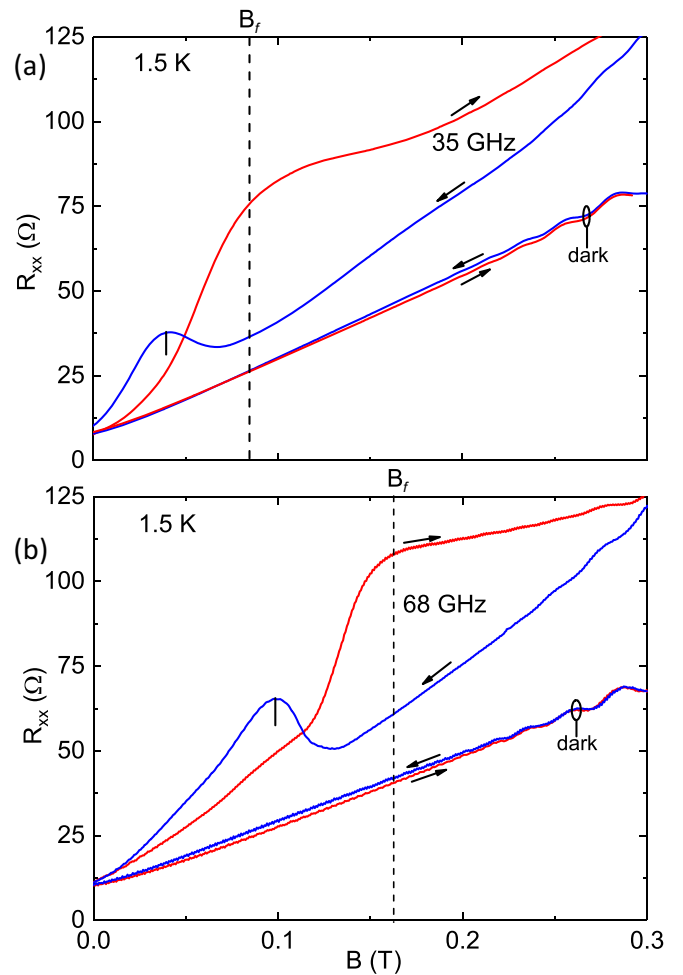 B_f
(a)
1.5 K
35 GHz
dark
125
100
75
50
25
0
R_xx (Ω)
B_f
(b)
1.5 K
68 GHz
dark
125
100
75
50
25
0
R_xx (Ω)
0.0 0.1 0.2 0.3
B (T)